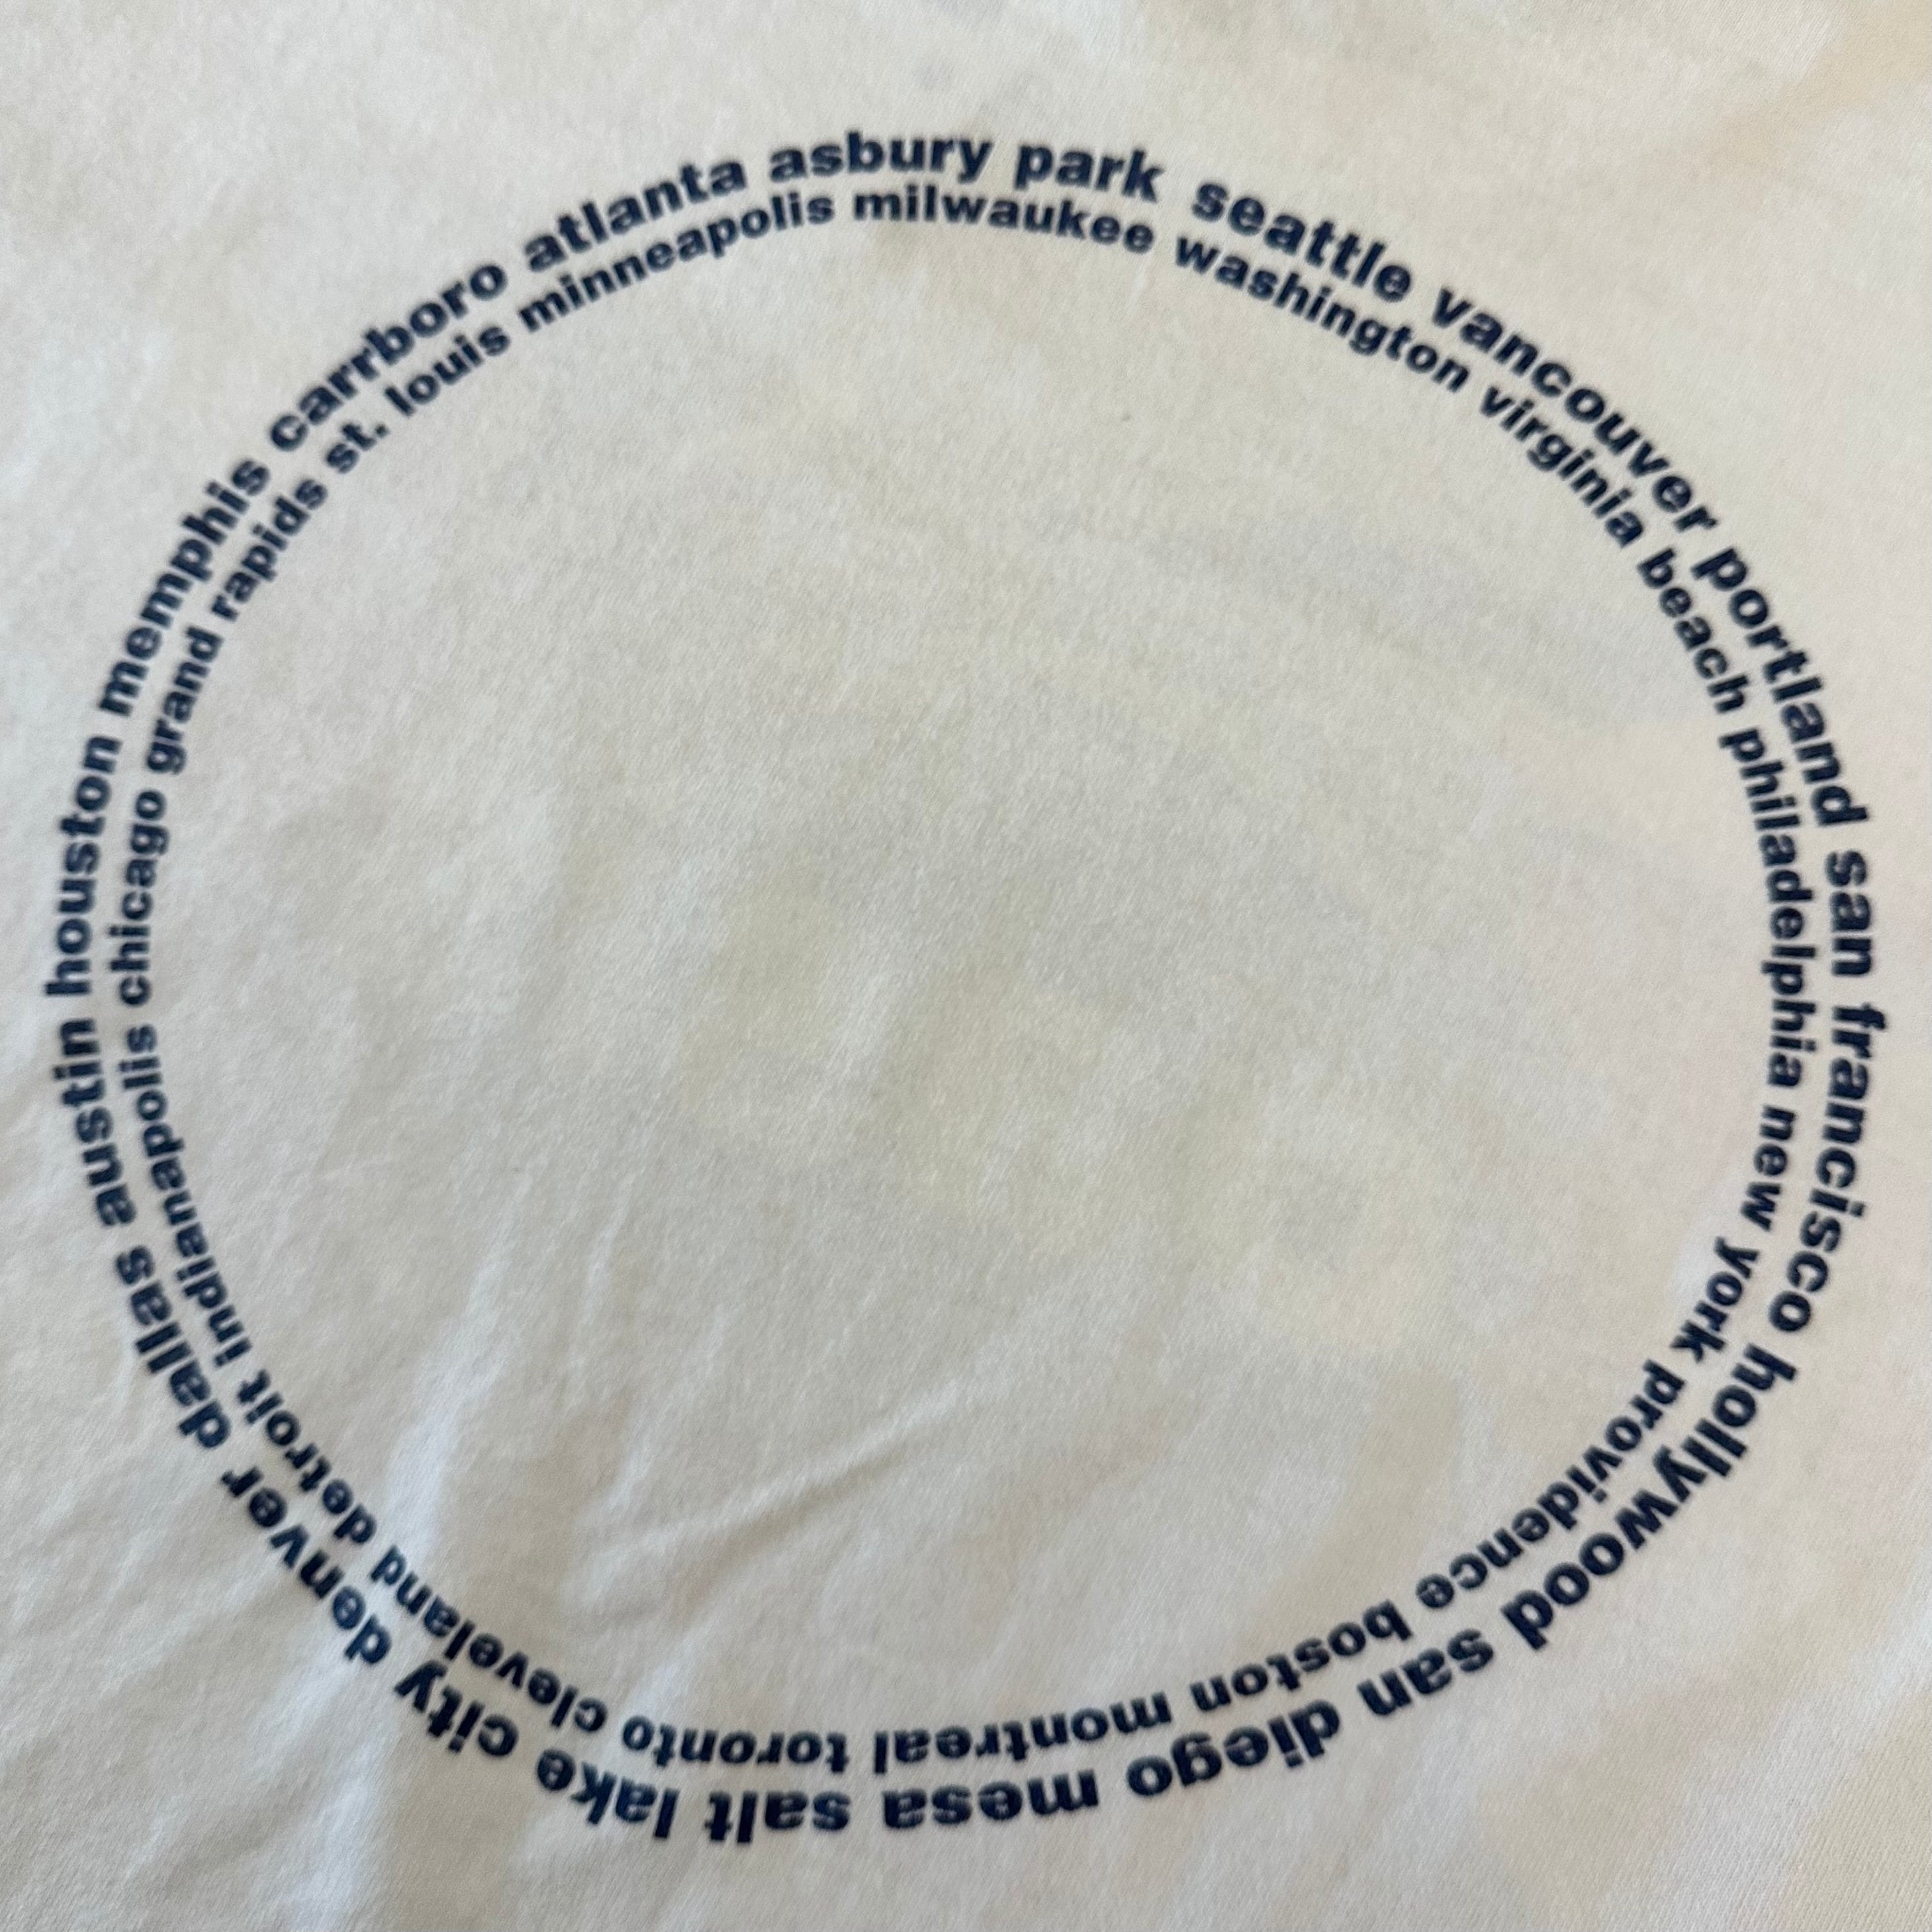 seattle vancouver portland san francisco hollywood san diego mesa salt lake city denver dallas austin houston memphis carrboro atlanta asbury park
washington virginia beach philadelphia new york providence boston montreal toronto cleveland detroit indianapolis chicago grand rapids st. louis minneapolis milwaukee